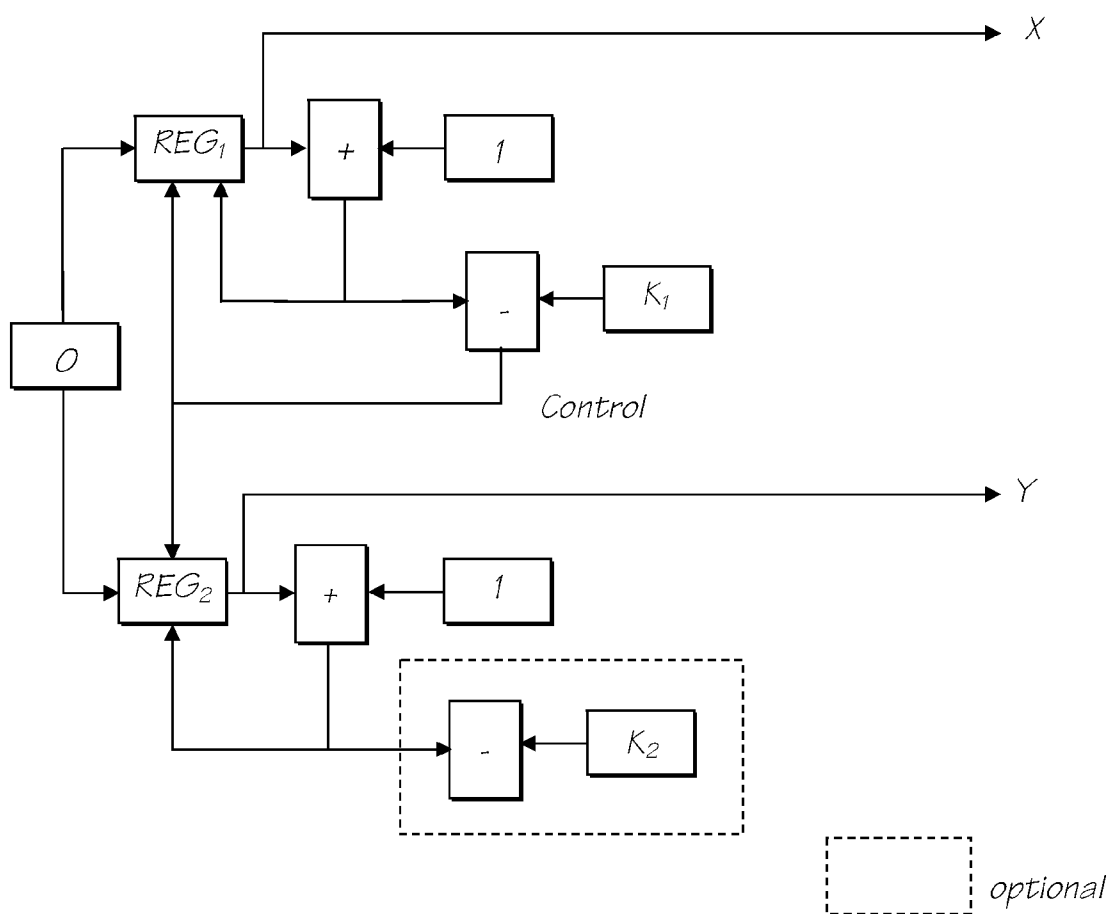 X
REG₁
+
1
K₁
-
0
Control
Y
REG₂
+
1
-
K₂
optional